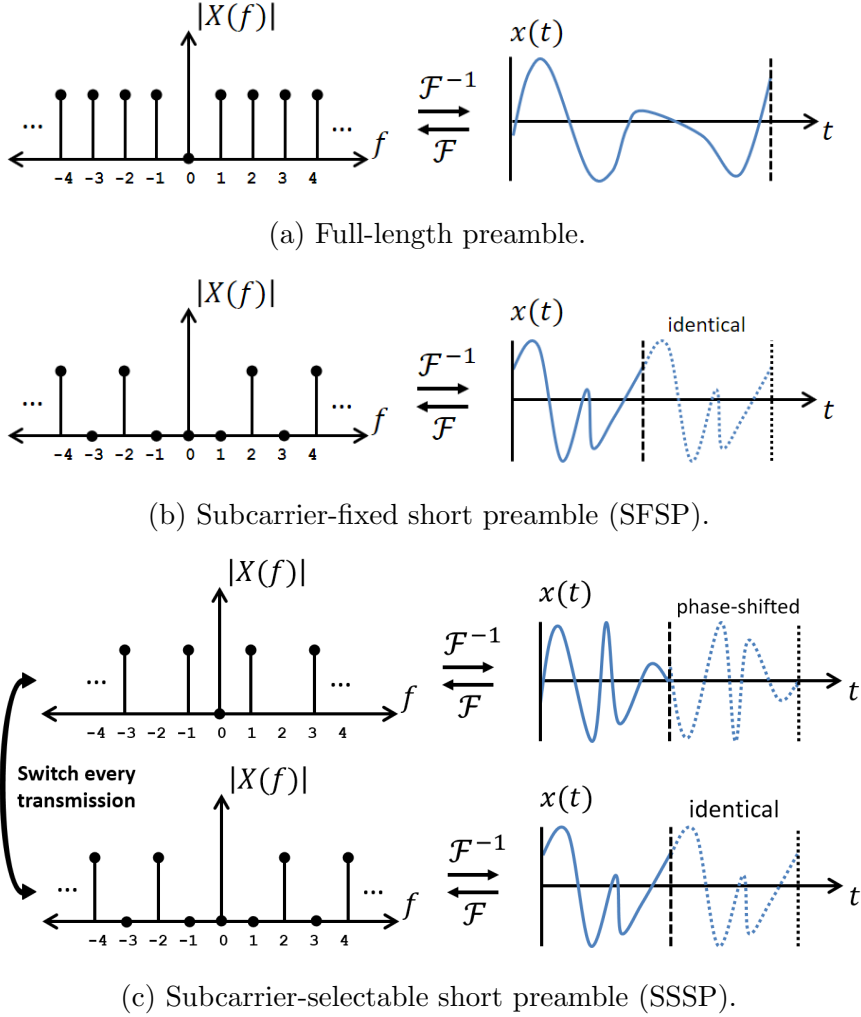 |X(f)|
x(t)
ℱ⁻¹
ℱ
... ...
f
t
-4 -3 -2 -1 0 1 2 3 4
(a) Full-length preamble.
|X(f)|
x(t)
identical
ℱ⁻¹
ℱ
... ...
f
t
-4 -3 -2 -1 0 1 2 3 4
(b) Subcarrier-fixed short preamble (SFSP).
|X(f)|
x(t)
phase-shifted
ℱ⁻¹
ℱ
... ...
f
t
-4 -3 -2 -1 0 1 2 3 4
Switch every
transmission
|X(f)|
x(t)
identical
ℱ⁻¹
ℱ
... ...
f
t
-4 -3 -2 -1 0 1 2 3 4
(c) Subcarrier-selectable short preamble (SSSP).